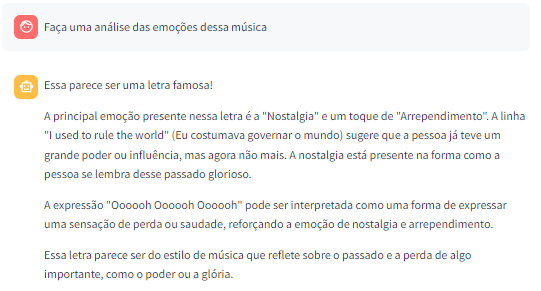 Faça uma análise das emoções dessa música
Essa parece ser uma letra famosa!
A principal emoção presente nessa letra é a "Nostalgia" e um toque de "Arrependimento". A linha
"I used to rule the world" (Eu costumava governar o mundo) sugere que a pessoa já teve um
grande poder ou influência, mas agora não mais. A nostalgia está presente na forma como a
pessoa se lembra desse passado glorioso.
A expressão "Oooooh Oooooh Oooooh" pode ser interpretada como uma forma de expressar
uma sensação de perda ou saudade, reforçando a emoção de nostalgia e arrependimento.
Essa letra parece ser do estilo de música que reflete sobre o passado e a perda de algo
importante, como o poder ou a glória.